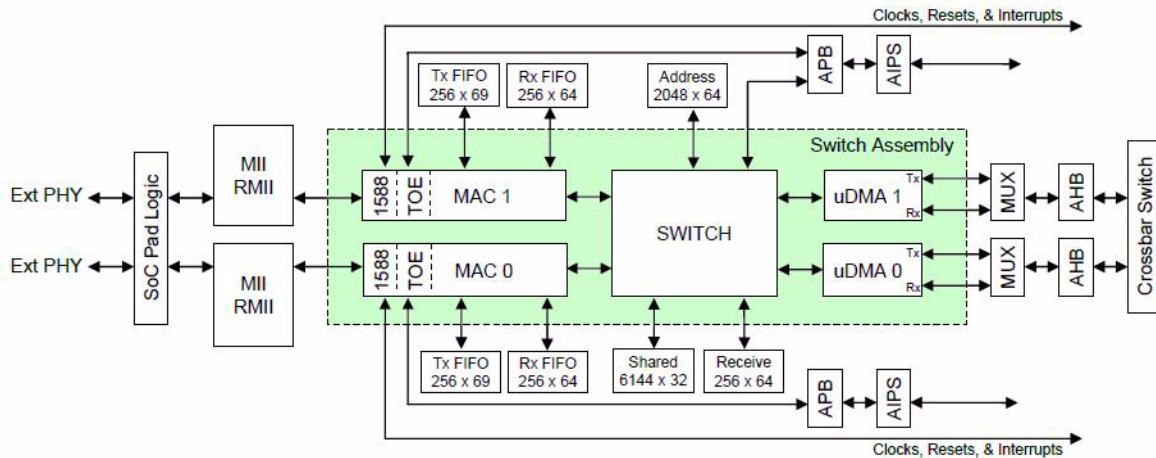 Clocks, Resets, & Interrupts
APB
AIPS
Tx FIFO
256 x 69
Rx FIFO
256 x 64
Address
2048 x 64
Switch Assembly
MII
RMII
Ext PHY
SoC Pad Logic
1588
TOE
MAC 1
SWITCH
uDMA 1
Tx
Rx
MUX
AHB
Crossbar Switch
Ext PHY
MII
RMII
1588
TOE
MAC 0
uDMA 0
Tx
Rx
MUX
AHB
Tx FIFO
256 x 69
Rx FIFO
256 x 64
Shared
6144 x 32
Receive
256 x 64
APB
AIPS
Clocks, Resets, & Interrupts